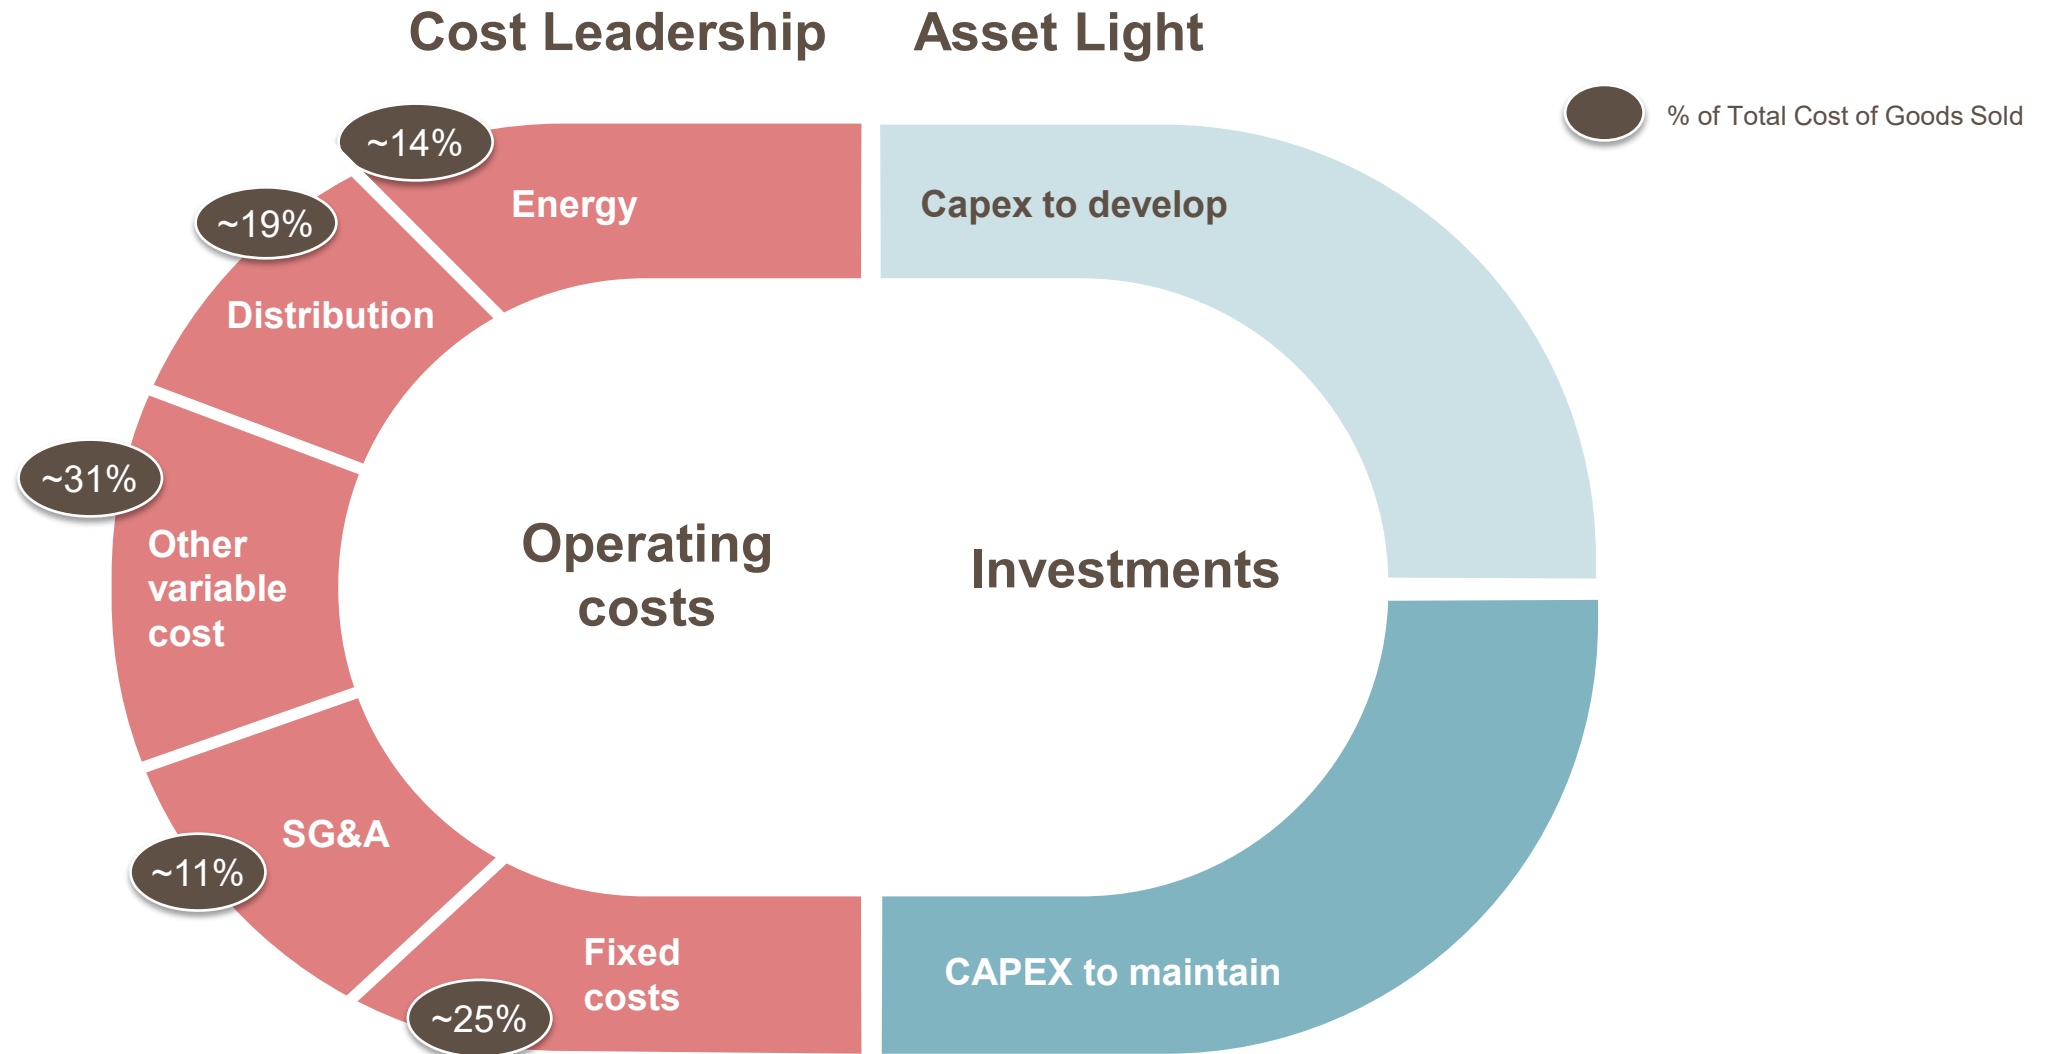 Cost Leadership
Asset Light
% of Total Cost of Goods Sold
~14%
Energy
Capex to develop
~19%
Distribution
~31%
Other
variable
cost
Operating
costs
Investments
SG&A
~11%
Fixed
costs
~25%
CAPEX to maintain